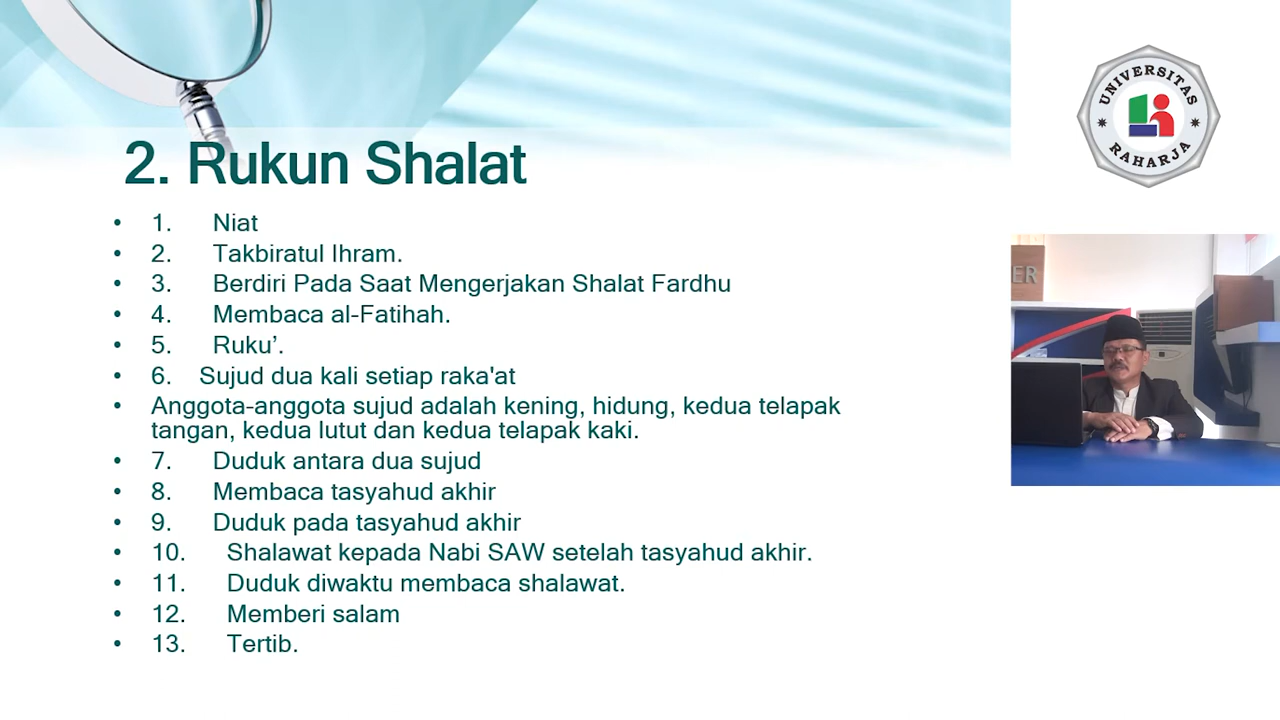 2. Rukun Shalat
• 1. Niat
• 2. Takbiratul Ihram.
• 3. Berdiri Pada Saat Mengerjakan Shalat Fardhu
• 4. Membaca al-Fatihah.
• 5. Ruku’.
• 6. Sujud dua kali setiap raka'at
• Anggota-anggota sujud adalah kening, hidung, kedua telapak
tangan, kedua lutut dan kedua telapak kaki.
• 7. Duduk antara dua sujud
• 8. Membaca tasyahud akhir
• 9. Duduk pada tasyahud akhir
• 10. Shalawat kepada Nabi SAW setelah tasyahud akhir.
• 11. Duduk diwaktu membaca shalawat.
• 12. Memberi salam
• 13. Tertib.
UNIVERSITAS
RAHARJA
ER